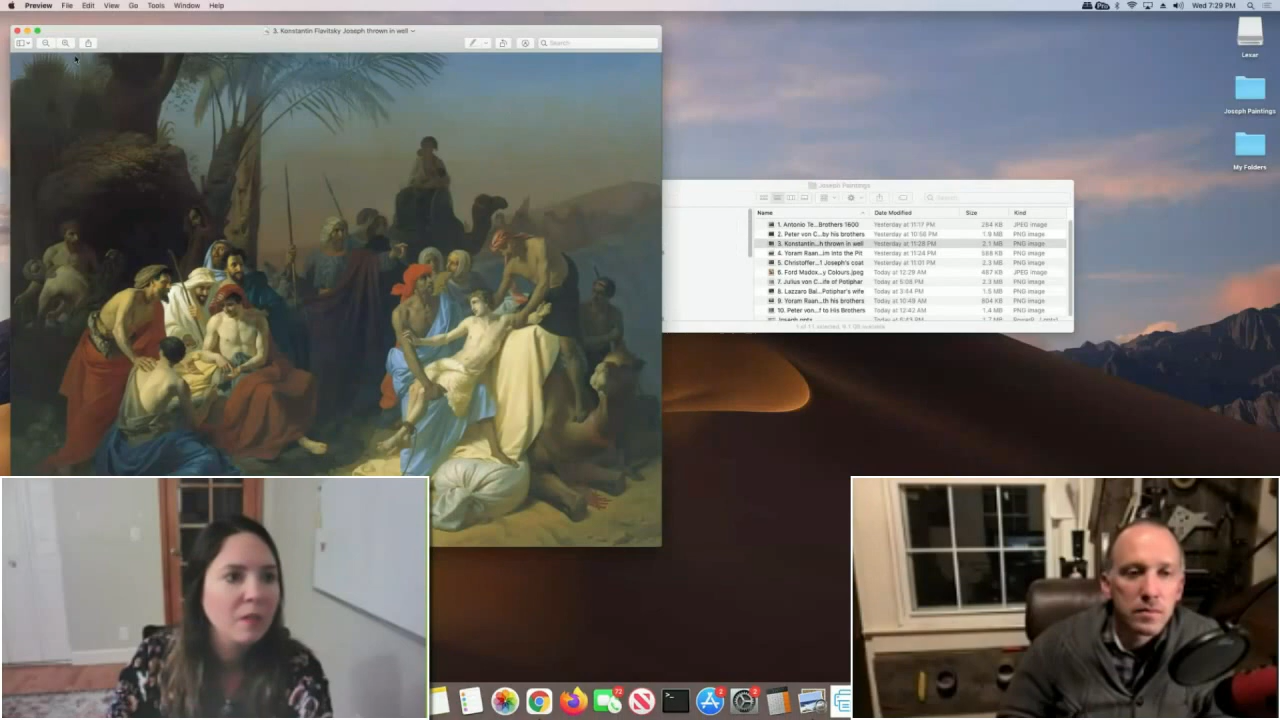 Preview File Edit View Go Tools Window Help
Wed 7:29 PM
3. Konstantin Flavitsky Joseph thrown in well
Search
Lexar
Joseph Paintings
My Folders
Joseph Paintings
Search
Name Date Modified Size Kind
1. Antonio Te...Brothers 1600 Yesterday at 11:17 PM 294 KB JPEG image
2. Peter von C...by his brothers Yesterday at 10:56 PM 1.9 MB PNG image
3. Konstantin...h thrown in well Yesterday at 11:28 PM 2.1 MB PNG image
4. Yoram Raan...im Into the Pit Yesterday at 11:24 PM 588 KB PNG image
5. Christoffer...f Joseph's coat Yesterday at 11:01 PM 2.3 MB PNG image
6. Ford Madox...y Colours.jpeg Today at 12:29 AM 487 KB JPEG image
7. Julius von C...ife of Potiphar Today at 5:08 PM 2.3 MB PNG image
8. Lazzaro Bal...Potiphar's wife Today at 3:54 PM 1.5 MB PNG image
9. Yoram Raan...th his brothers Today at 10:49 AM 804 KB PNG image
10. Peter von...f to His Brothers Today at 12:42 AM 1.4 MB PNG image
72
2
2